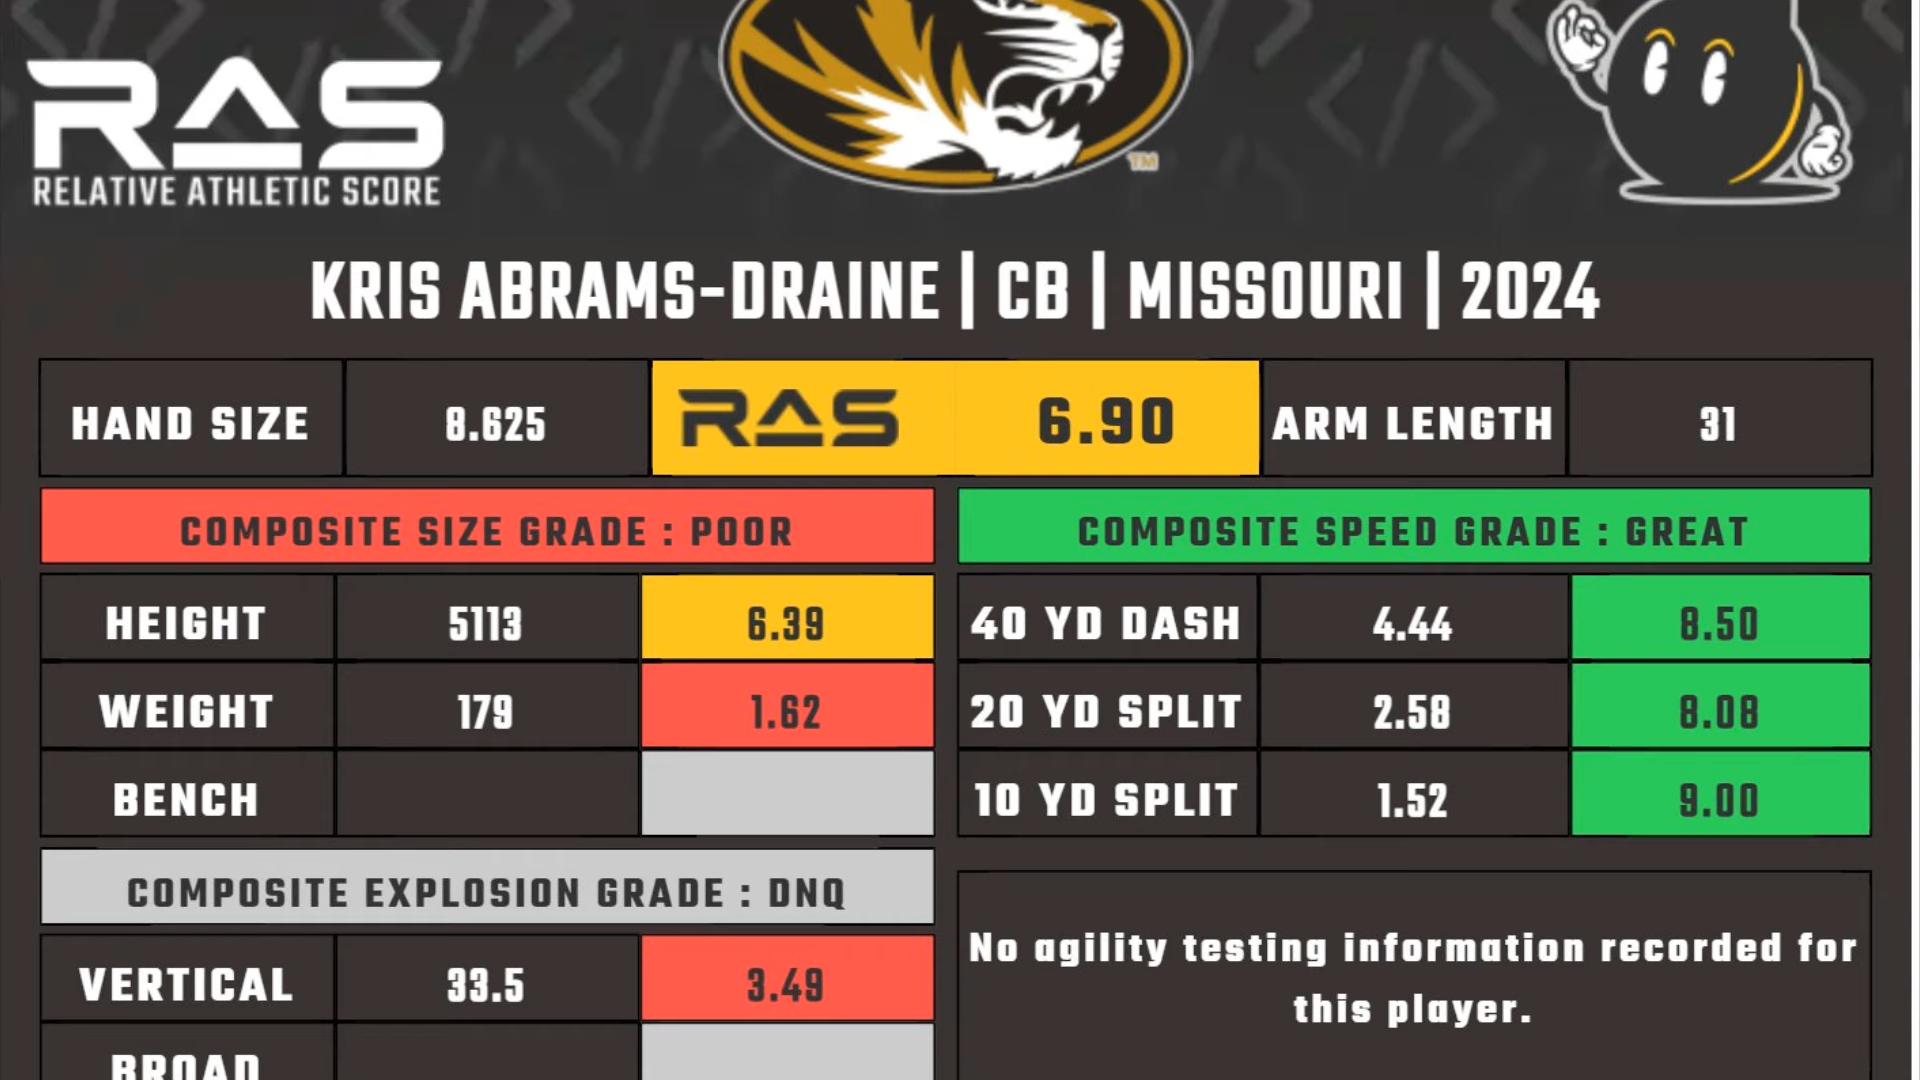 RAS
RELATIVE ATHLETIC SCORE
TM
KRIS ABRAMS-DRAINE | CB | MISSOURI | 2024
HAND SIZE 8.625 RAS 6.90 ARM LENGTH 31
COMPOSITE SIZE GRADE : POOR
HEIGHT 5113 6.39
WEIGHT 179 1.62
BENCH
COMPOSITE SPEED GRADE : GREAT
40 YD DASH 4.44 8.50
20 YD SPLIT 2.58 8.08
10 YD SPLIT 1.52 9.00
COMPOSITE EXPLOSION GRADE : DNQ
VERTICAL 33.5 3.49
BROAD
No agility testing information recorded for
this player.